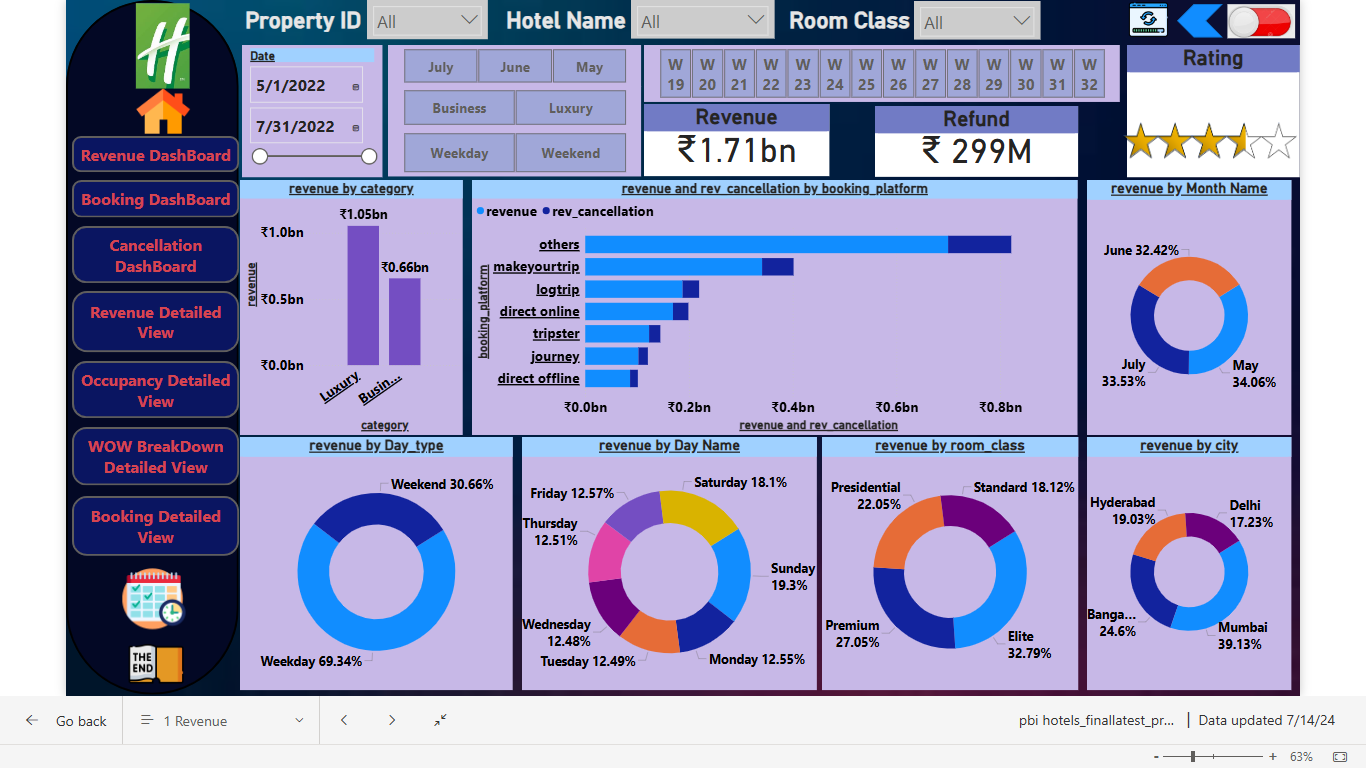 Property ID
All
Hotel Name
All
Room Class
All
Date
5/1/2022
7/31/2022
July
June
May
Business
Luxury
Weekday
Weekend
W 19
W 20
W 21
W 22
W 23
W 24
W 25
W 26
W 27
W 28
W 29
W 30
W 31
W 32
Revenue
₹1.71bn
Refund
₹ 299M
Rating
Revenue DashBoard
Booking DashBoard
Cancellation
DashBoard
Revenue Detailed
View
Occupancy Detailed
View
WOW BreakDown
Detailed View
Booking Detailed
View
THE
END
revenue by category
₹1.05bn
₹0.66bn
₹1.0bn
₹0.5bn
₹0.0bn
revenue
Luxury
Busin...
category
revenue and rev_cancellation by booking_platform
revenue
rev_cancellation
booking_platform
others
makeyourtrip
logtrip
direct online
tripster
journey
direct offline
₹0.0bn
₹0.2bn
₹0.4bn
₹0.6bn
₹0.8bn
revenue and rev_cancellation
revenue by Month Name
June 32.42%
July
33.53%
May
34.06%
revenue by Day_type
Weekend 30.66%
Weekday 69.34%
revenue by Day Name
Friday 12.57%
Saturday 18.1%
Thursday
12.51%
Sunday
19.3%
Wednesday
12.48%
Tuesday 12.49%
Monday 12.55%
revenue by room_class
Presidential
22.05%
Standard 18.12%
Premium
27.05%
Elite
32.79%
revenue by city
Hyderabad
19.03%
Delhi
17.23%
Banga...
24.6%
Mumbai
39.13%
Go back
1 Revenue
pbi hotels_finallatest_pr...
| Data updated 7/14/24
- + 63%